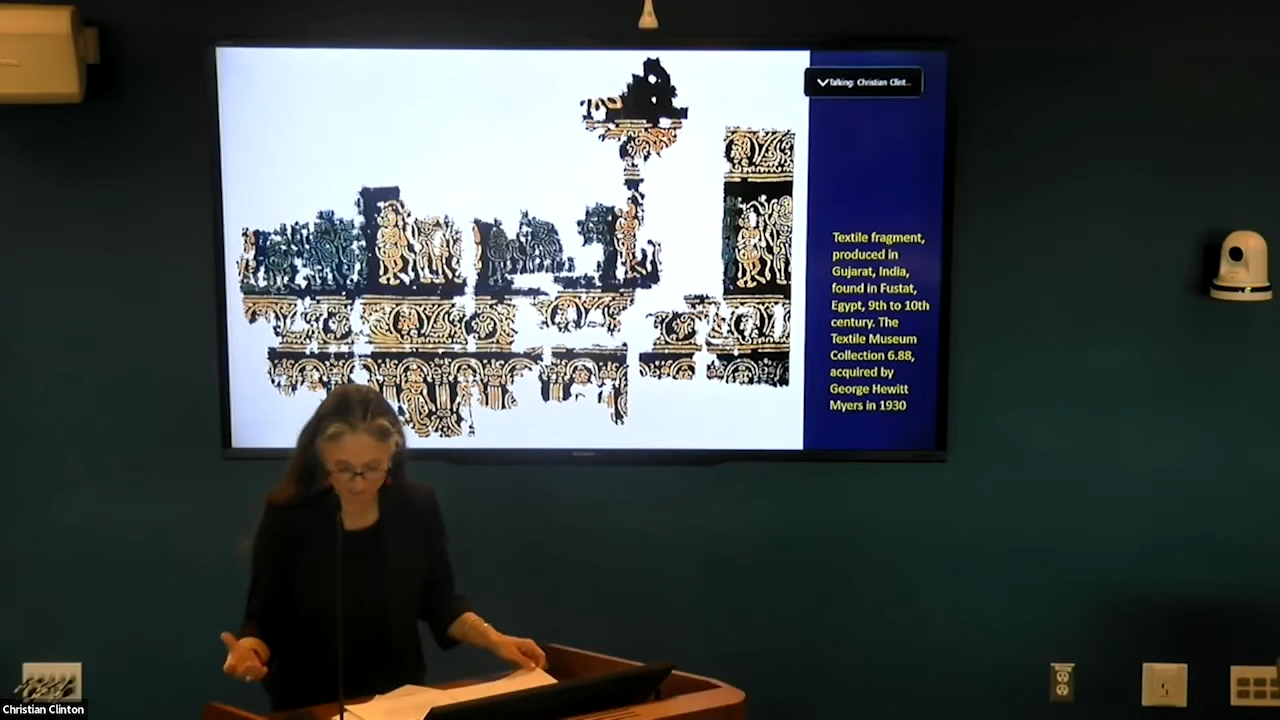 Talking: Christian Clint...
Textile fragment,
produced in
Gujarat, India,
found in Fustat,
Egypt, 9th to 10th
century. The
Textile Museum
Collection 6.88,
acquired by
George Hewitt
Myers in 1930
Christian Clinton